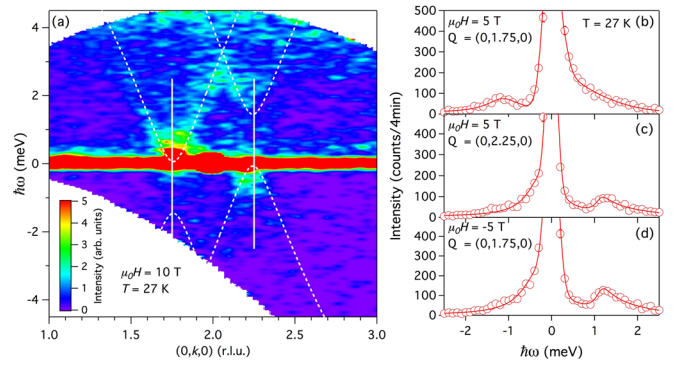 (a)
4
2
0
-2
-4
ħω (meV)
5
4
3
2
1
0
Intensity (arb. units)
μ₀H = 10 T
T = 27 K
1.0 1.5 2.0 2.5 3.0
(0,k,0) (r.l.u.)
Intensity (counts/4min)
500
400
300
200
100
0
μ₀H = 5 T T = 27 K (b)
Q = (0,1.75,0)
400
300
200
100
0
μ₀H = 5 T (c)
Q = (0,2.25,0)
400
300
200
100
0
μ₀H = -5 T (d)
Q = (0,1.75,0)
-2 -1 0 1 2
ħω (meV)